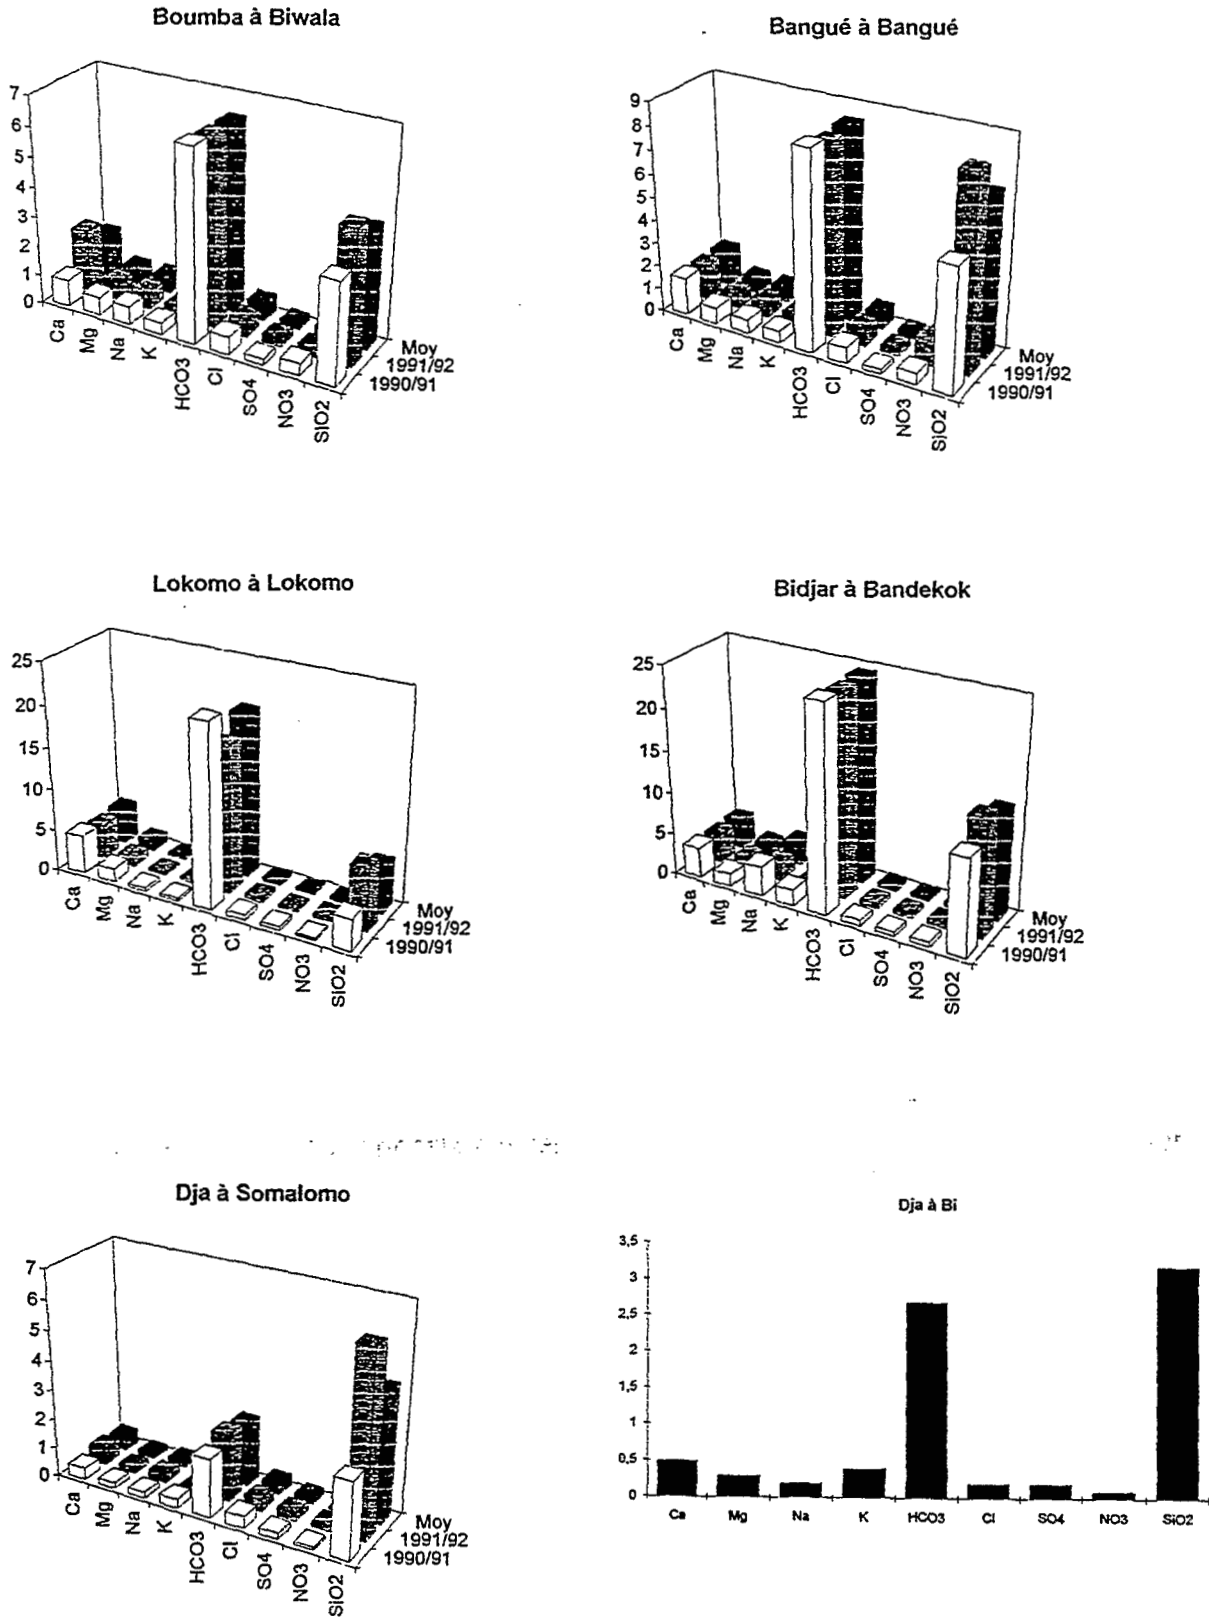 Boumba à Biwala
7
6
5
4
3
2
1
0
Ca
Mg
Na
K
HCO3
Cl
SO4
NO3
SiO2
Moy
1991/92
1990/91
Bangué à Bangué
9
8
7
6
5
4
3
2
1
0
Ca
Mg
Na
K
HCO3
Cl
SO4
NO3
SiO2
Moy
1991/92
1990/91
Lokomo à Lokomo
25
20
15
10
5
0
Ca
Mg
Na
K
HCO3
Cl
SO4
NO3
SiO2
Moy
1991/92
1990/91
Bidjar à Bandekok
25
20
15
10
5
0
Ca
Mg
Na
K
HCO3
Cl
SO4
NO3
SiO2
Moy
1991/92
1990/91
Dja à Somalomo
7
6
5
4
3
2
1
0
Ca
Mg
Na
K
HCO3
Cl
SO4
NO3
SiO2
Moy
1991/92
1990/91
Dja à Bi
3,5
3
2,5
2
1,5
1
0,5
0
Ca Mg Na K HCO3 Cl SO4 NO3 SiO2